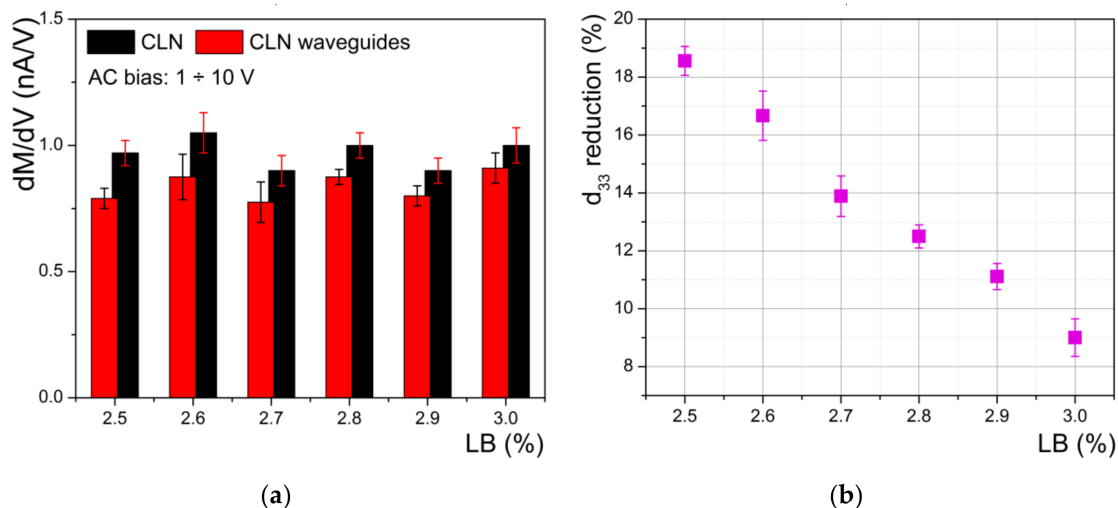 dM/dV (nA/V)
1.5
1.0
0.5
0.0
CLN
CLN waveguides
AC bias: 1 ÷ 10 V
2.5 2.6 2.7 2.8 2.9 3.0
LB (%)
(a)
d33 reduction (%)
20
18
16
14
12
10
8
2.5 2.6 2.7 2.8 2.9 3.0
LB (%)
(b)